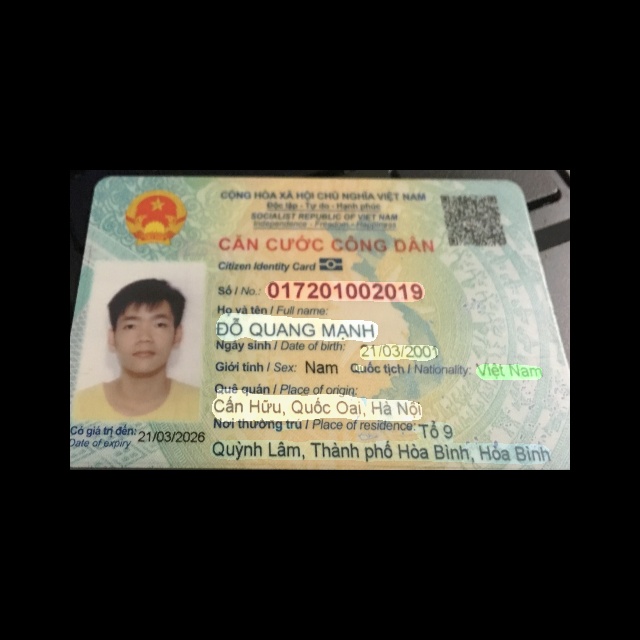 CỘNG HÒA XÃ HỘI CHỦ NGHĨA VIỆT NAM
Độc lập - Tự do - Hạnh phúc
SOCIALIST REPUBLIC OF VIET NAM
Independence - Freedom - Happiness
CĂN CƯỚC CÔNG DÂN
Citizen Identity Card
Số / No.: 017201002019
Họ và tên / Full name:
ĐỖ QUANG MẠNH
Ngày sinh / Date of birth: 21/03/2001
Giới tính / Sex: Nam Quốc tịch / Nationality: Việt Nam
Quê quán / Place of origin:
Cấn Hữu, Quốc Oai, Hà Nội
Nơi thường trú / Place of residence: Tổ 9
Quỳnh Lâm, Thành phố Hòa Bình, Hòa Bình
Có giá trị đến: 21/03/2026
Date of expiry